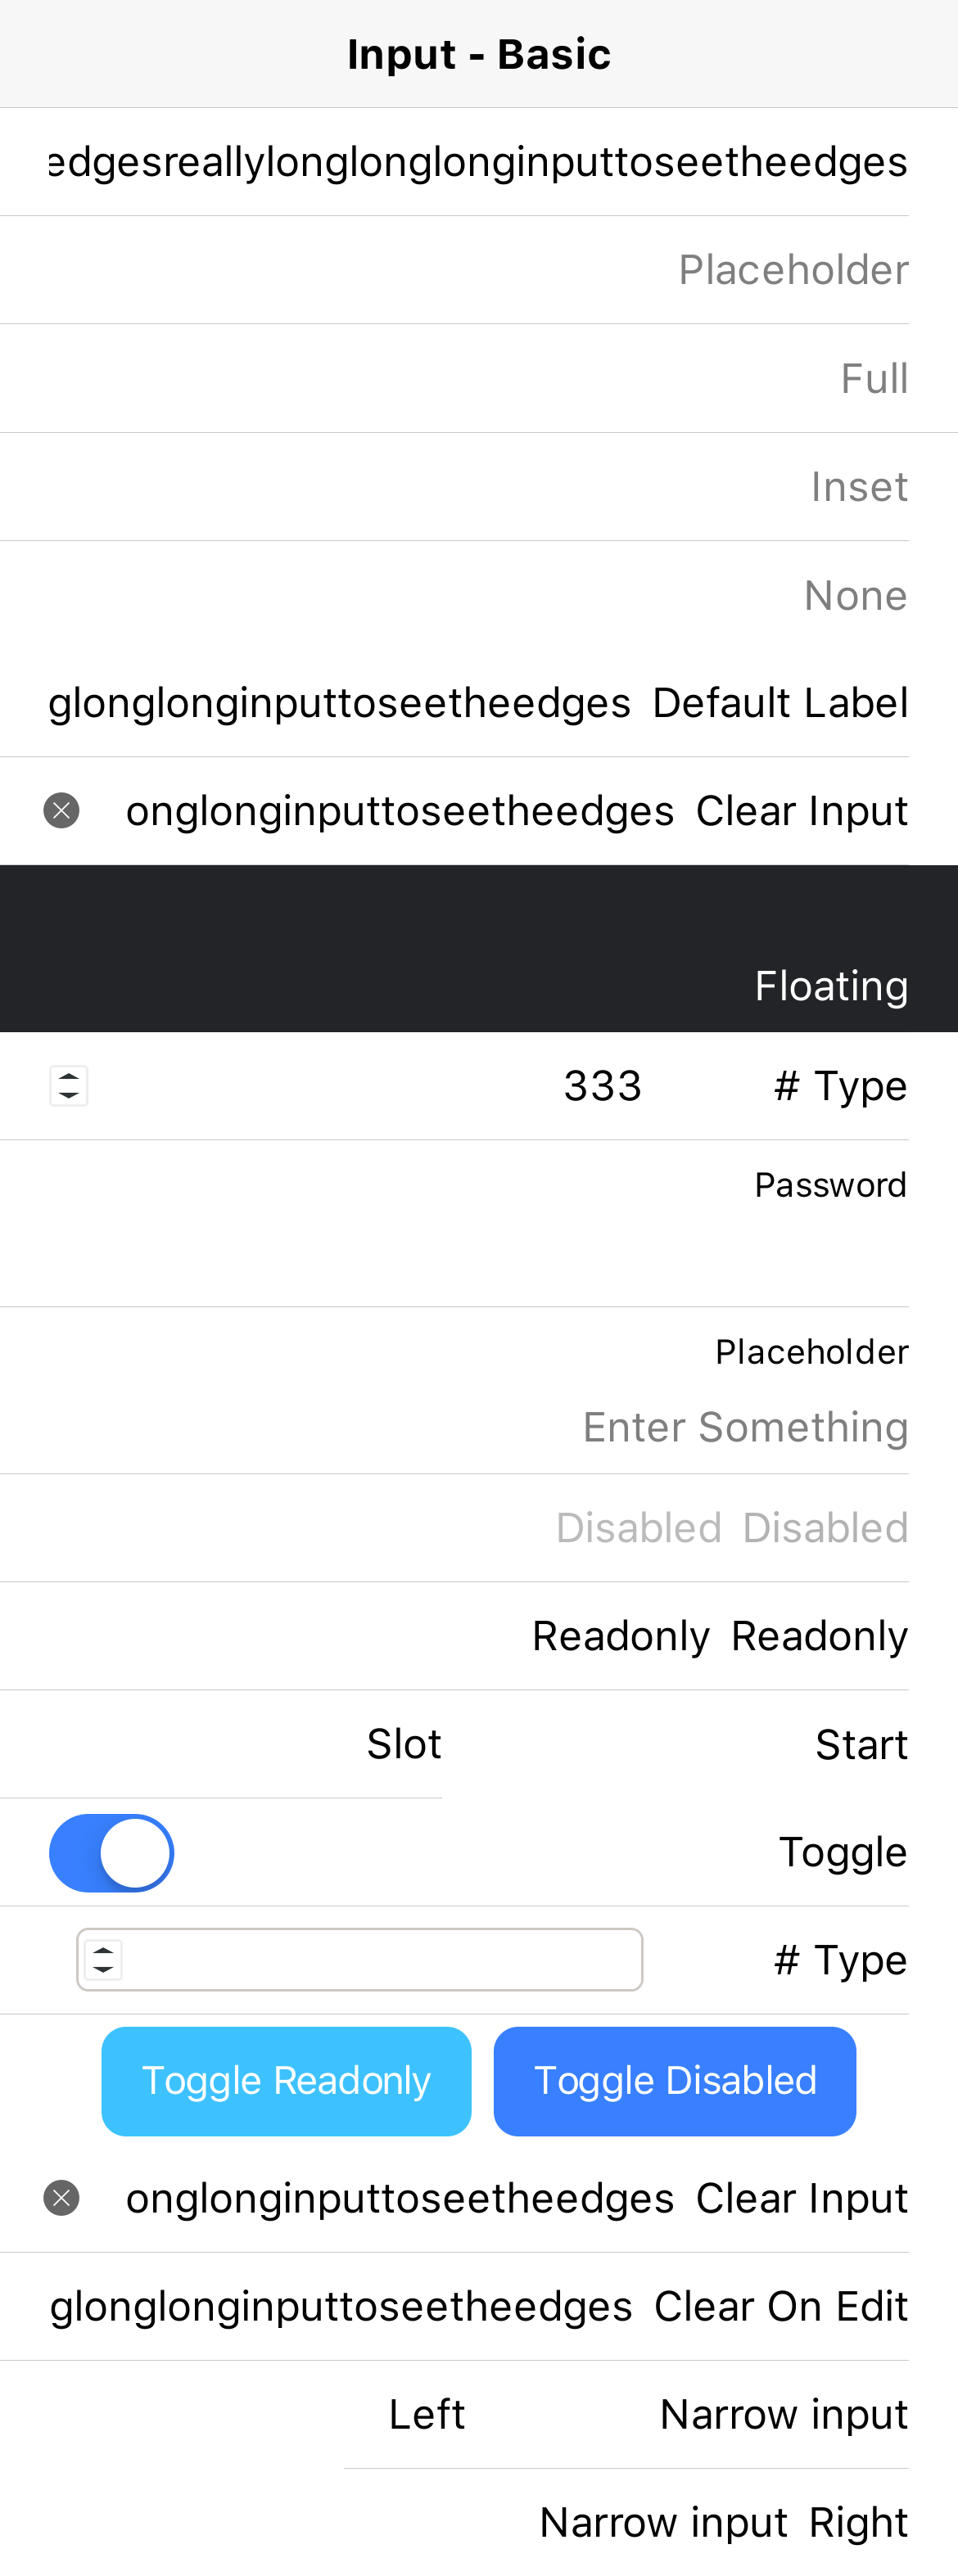 Input - Basic
edgesreallylonglonglonginputtoseetheedges
Placeholder
Full
Inset
None
glonglonginputtoseetheedges Default Label
onglonginputtoseetheedges Clear Input
Floating
333 # Type
Password
Placeholder
Enter Something
Disabled Disabled
Readonly Readonly
Slot Start
Toggle
# Type
Toggle Readonly Toggle Disabled
onglonginputtoseetheedges Clear Input
glonglonginputtoseetheedges Clear On Edit
Left Narrow input
Narrow input Right